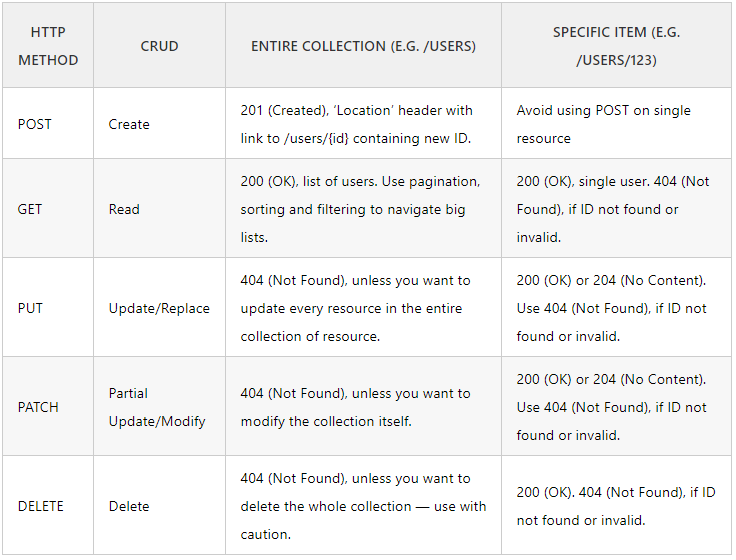 HTTP METHOD
CRUD
ENTIRE COLLECTION (E.G. /USERS)
SPECIFIC ITEM (E.G. /USERS/123)
POST
Create
201 (Created), ‘Location’ header with
link to /users/{id} containing new ID.
Avoid using POST on single
resource
GET
Read
200 (OK), list of users. Use pagination,
sorting and filtering to navigate big
lists.
200 (OK), single user. 404 (Not
Found), if ID not found or
invalid.
PUT
Update/Replace
404 (Not Found), unless you want to
update every resource in the entire
collection of resource.
200 (OK) or 204 (No Content).
Use 404 (Not Found), if ID not
found or invalid.
PATCH
Partial
Update/Modify
404 (Not Found), unless you want to
modify the collection itself.
200 (OK) or 204 (No Content).
Use 404 (Not Found), if ID not
found or invalid.
DELETE
Delete
404 (Not Found), unless you want to
delete the whole collection — use with
caution.
200 (OK). 404 (Not Found), if ID
not found or invalid.